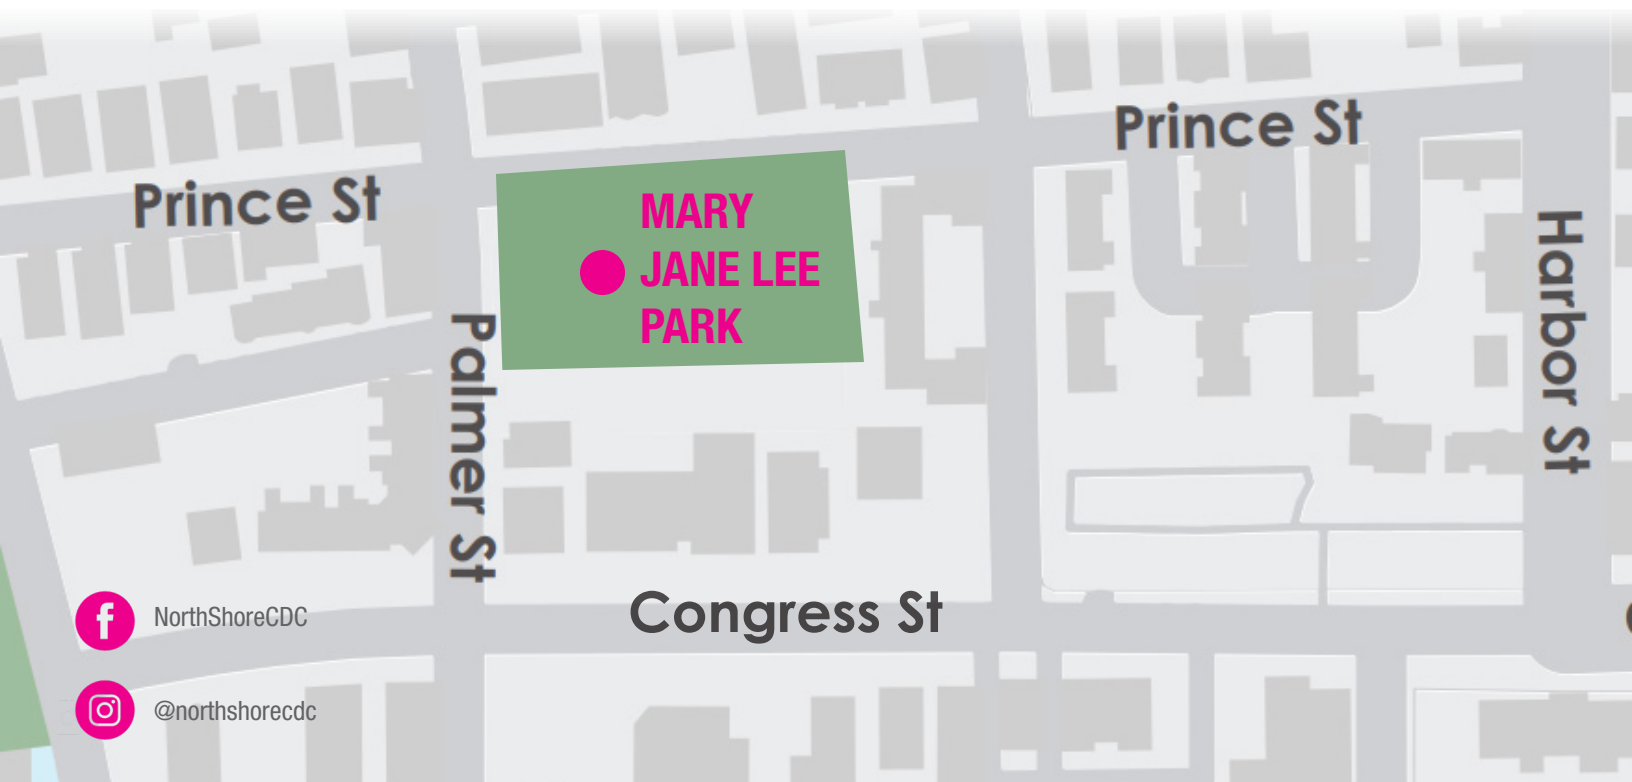 Prince St
Prince St
MARY
JANE LEE
PARK
Harbor St
Palmer St
Congress St
NorthShoreCDC
@northshorecdc